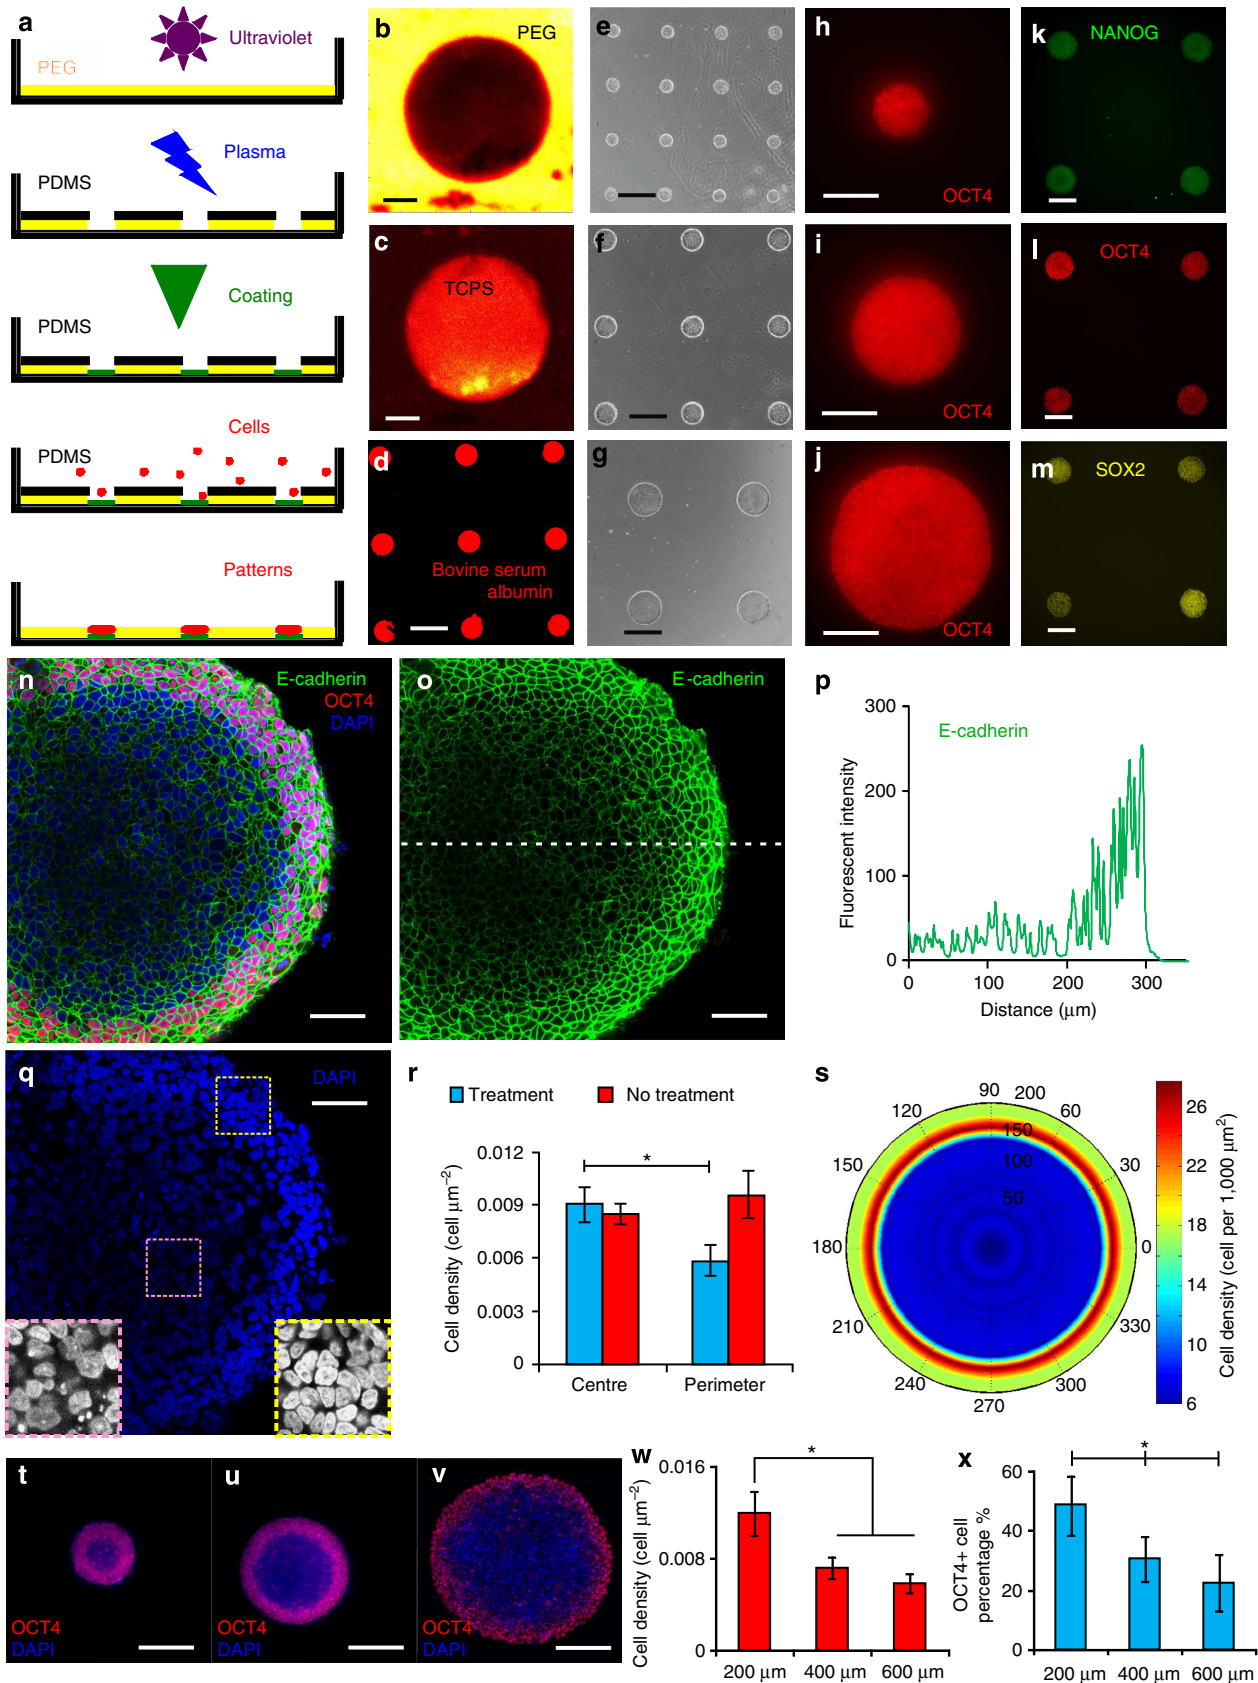 a
Ultraviolet
PEG
Plasma
PDMS
Coating
PDMS
Cells
PDMS
Patterns
b
PEG
c
TCPS
d
Bovine serum
albumin
e
f
g
h
OCT4
i
OCT4
j
OCT4
k
NANOG
l
OCT4
m
SOX2
n
E-cadherin
OCT4
DAPI
o
E-cadherin
p
300
200
100
0
E-cadherin
Fluorescent intensity
0 100 200 300
Distance (μm)
q
DAPI
r
Treatment
No treatment
0.012
0.009
0.006
0.003
0
*
Cell density (cell μm⁻²)
Centre Perimeter
s
90
60
30
0
330
300
270
240
210
180
150
120
200
150
100
50
26
22
18
14
10
6
Cell density (cell per 1,000 μm²)
t
OCT4
DAPI
u
OCT4
DAPI
v
OCT4
DAPI
w
0.016
0.008
0
*
Cell density (cell μm⁻²)
200 μm 400 μm 600 μm
x
60
40
20
0
*
OCT4+ cell
percentage %
200 μm 400 μm 600 μm